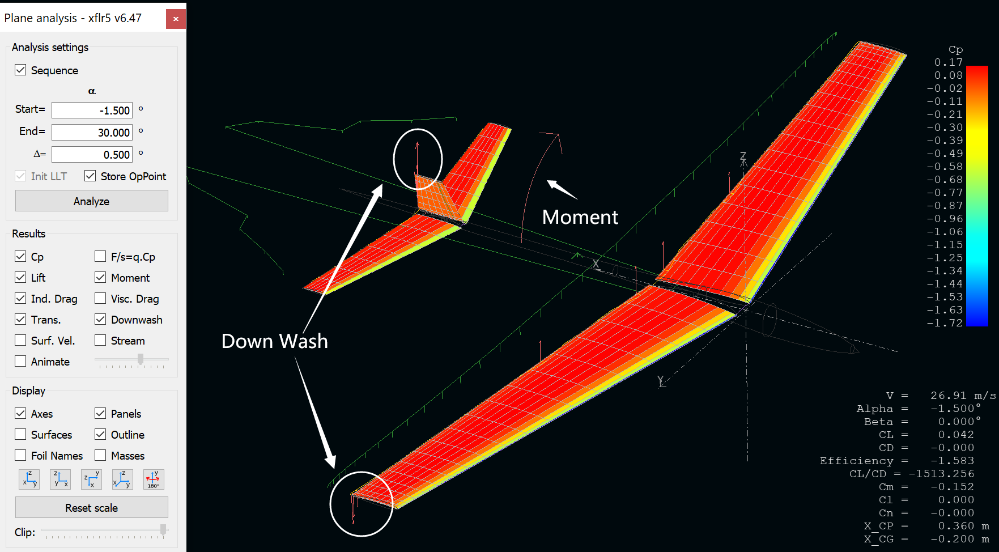 Plane analysis - xflr5 v6.47
x
Analysis settings
Sequence
α
Start= -1.500 °
End= 30.000 °
Δ= 0.500 °
Init LLT Store OpPoint
Analyze
Results
Cp F/s=q.Cp
Lift Moment
Ind. Drag Visc. Drag
Trans. Downwash
Surf. Vel. Stream
Animate
Display
Axes Panels
Surfaces Outline
Foil Names Masses
z x y
z y x
y z x
z x y
y 180°
Reset scale
Clip:
Moment
Down Wash
Z
X
Y
Cp
0.17
0.08
-0.02
-0.11
-0.21
-0.30
-0.39
-0.49
-0.58
-0.68
-0.77
-0.87
-0.96
-1.06
-1.15
-1.25
-1.34
-1.44
-1.53
-1.63
-1.72
V = 26.91 m/s
Alpha = -1.500°
Beta = 0.000°
CL = 0.042
CD = -0.000
Efficiency = -1.583
CL/CD = -1513.256
Cm = -0.152
Cl = 0.000
Cn = -0.000
X_CP = 0.360 m
X_CG = -0.200 m